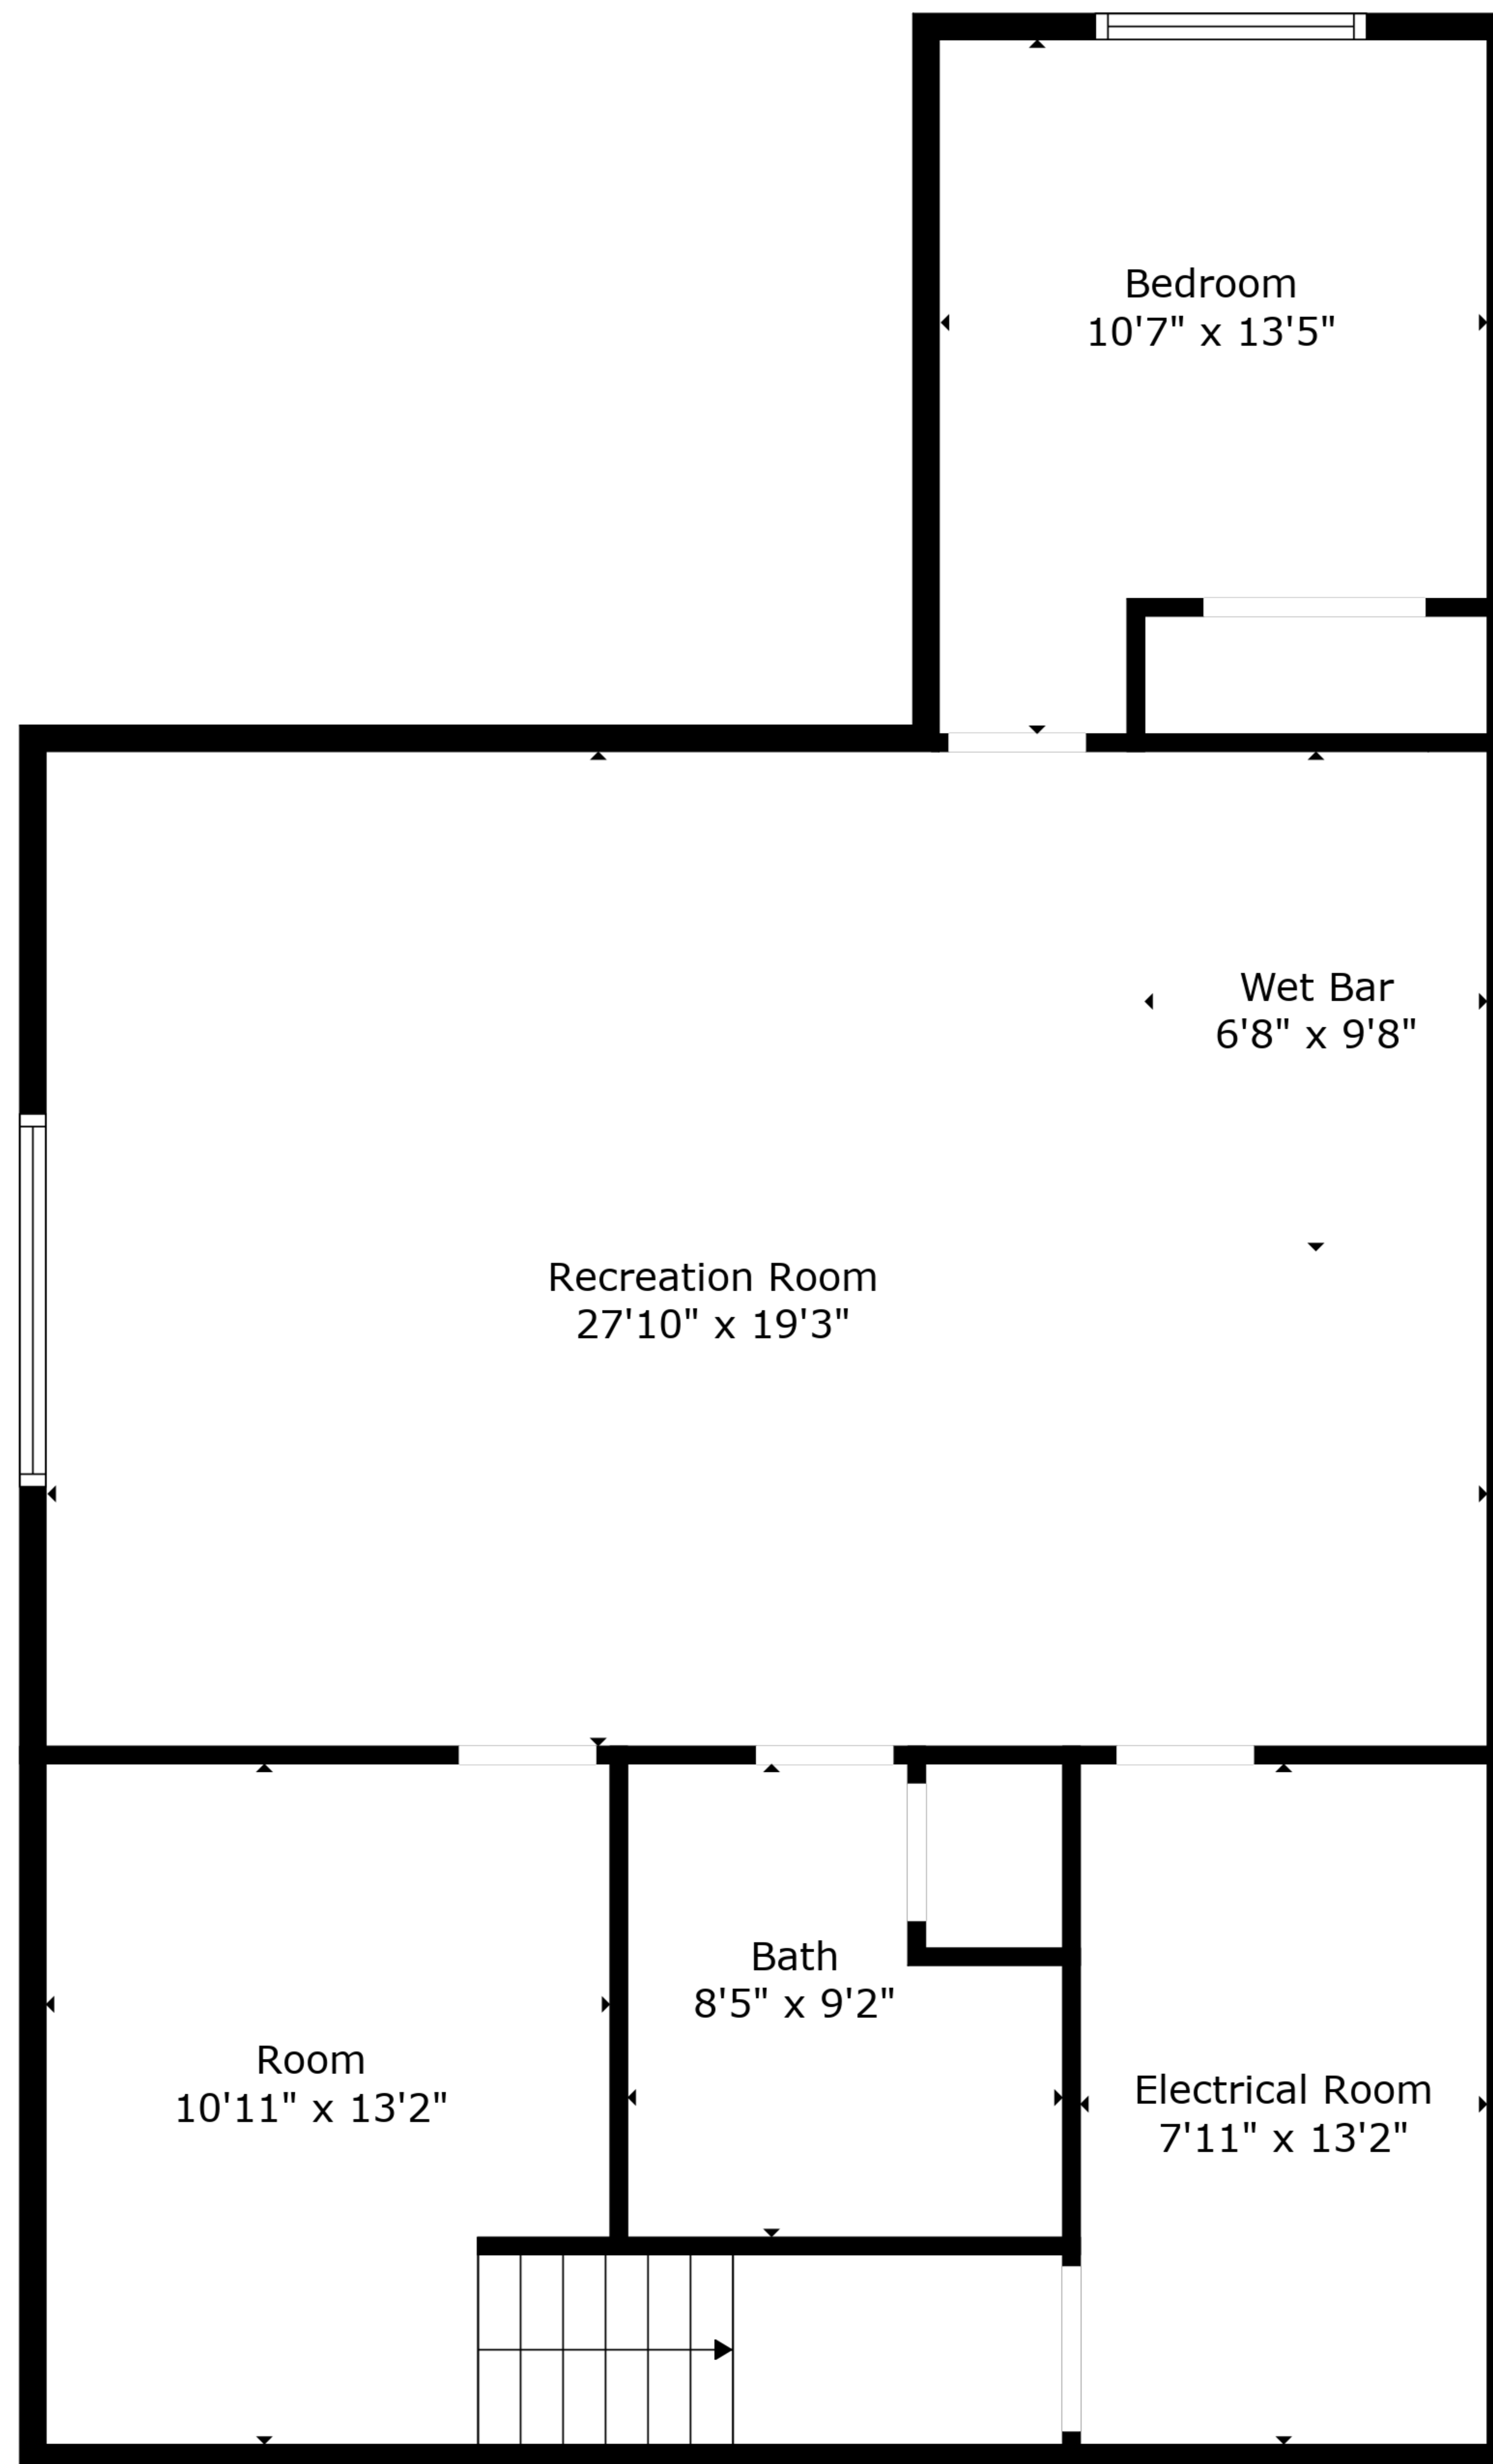 Bedroom
10'7" x 13'5"
Wet Bar
6'8" x 9'8"
Recreation Room
27'10" x 19'3"
Bath
8'5" x 9'2"
Room
10'11" x 13'2"
Electrical Room
7'11" x 13'2"